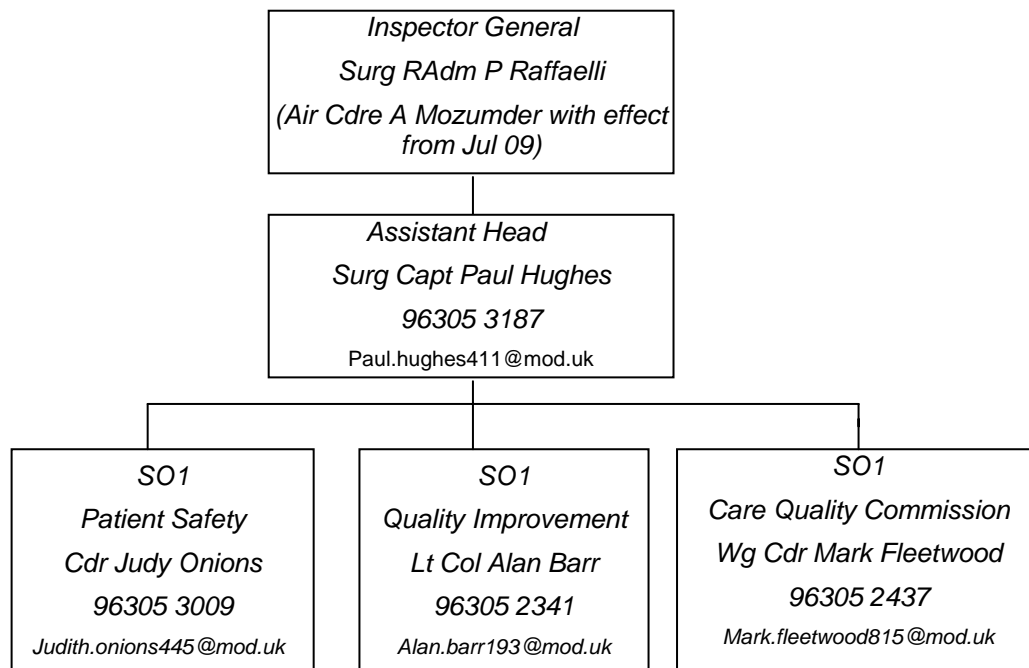 Inspector General
Surg RAdm P Raffaelli
(Air Cdre A Mozumder with effect
from Jul 09)
Assistant Head
Surg Capt Paul Hughes
96305 3187
Paul.hughes411@mod.uk
SO1
Patient Safety
Cdr Judy Onions
96305 3009
Judith.onions445@mod.uk
SO1
Quality Improvement
Lt Col Alan Barr
96305 2341
Alan.barr193@mod.uk
SO1
Care Quality Commission
Wg Cdr Mark Fleetwood
96305 2437
Mark.fleetwood815@mod.uk